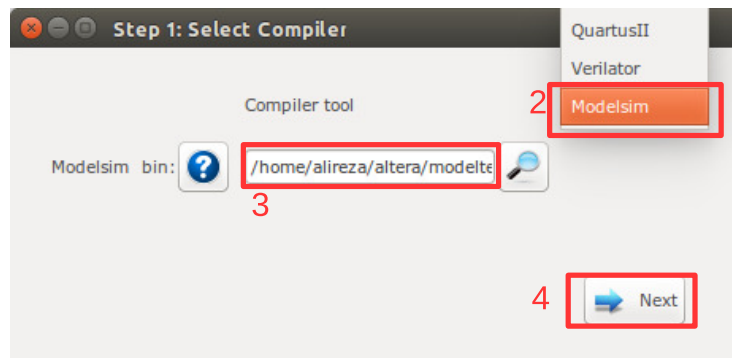 Step 1: Select Compiler
QuartusII
Verilator
Compiler tool
2
Modelsim
Modelsim bin:
?
/home/alireza/altera/modelte
3
4
Next